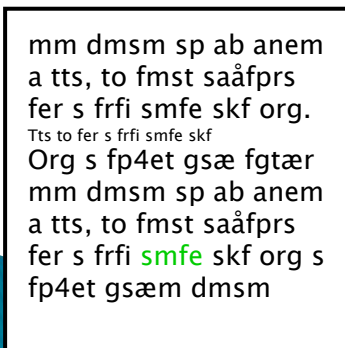 mm dmsm sp ab anem
a tts, to fmst saåfprs
fer s frfi smfe skf org.
Tts to fer s frfi smfe skf
Org s fp4et gsæ fgtær
mm dmsm sp ab anem
a tts, to fmst saåfprs
fer s frfi smfe skf org s
fp4et gsæm dmsm